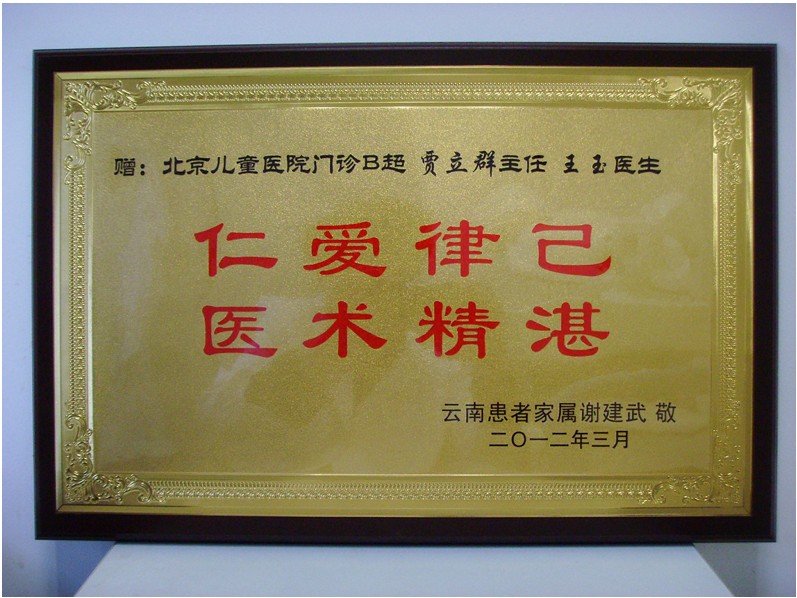 赠：北京儿童医院门诊B超 贾立群主任 王玉医生
仁爱律己
医术精湛
云南患者家属谢建武 敬
二〇一二年三月